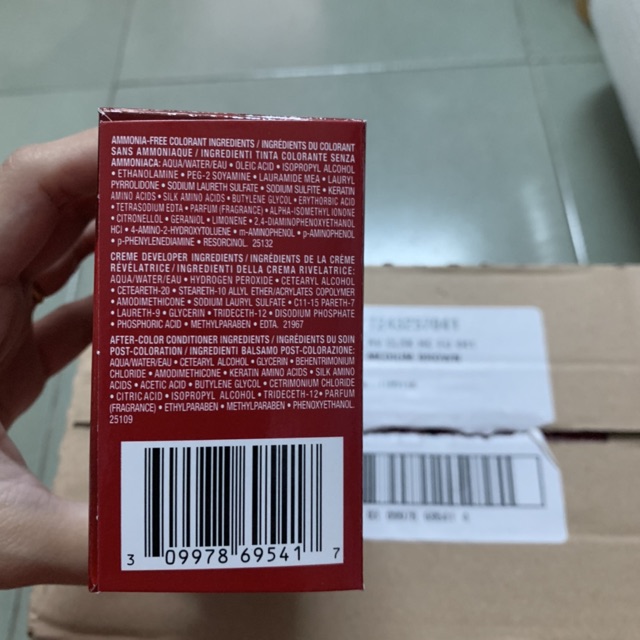 AMMONIA-FREE COLORANT INGREDIENTS / INGRÉDIENTS DU COLORANT
SANS AMMONIAQUE / INGREDIENTI TINTA COLORANTE SENZA
AMMONIACA: AQUA/WATER/EAU • OLEIC ACID • ISOPROPYL ALCOHOL
• ETHANOLAMINE • PEG-2 SOYAMINE • LAURAMIDE MEA • LAURYL
PYRROLIDONE • SODIUM LAURETH SULFATE • SODIUM SULFITE • KERATIN
AMINO ACIDS • SILK AMINO ACIDS • BUTYLENE GLYCOL • ERYTHORBIC ACID
• TETRASODIUM EDTA • PARFUM (FRAGRANCE) • ALPHA-ISOMETHYL IONONE
• CITRONELLOL • GERANIOL • LIMONENE • 2,4-DIAMINOPHENOXYETHANOL
HCl • 4-AMINO-2-HYDROXYTOLUENE • m-AMINOPHENOL • p-AMINOPHENOL
• p-PHENYLENEDIAMINE • RESORCINOL. 25132
CREME DEVELOPER INGREDIENTS / INGRÉDIENTS DE LA CRÈME
RÉVÉLATRICE / INGREDIENTI DELLA CREMA RIVELATRICE:
AQUA/WATER/EAU • HYDROGEN PEROXIDE • CETEARYL ALCOHOL
• CETEARETH-20 • STEARETH-10 ALLYL ETHER/ACRYLATES COPOLYMER
• AMODIMETHICONE • SODIUM LAURYL SULFATE • C11-15 PARETH-7
• LAURETH-9 • GLYCERIN • TRIDECETH-12 • DISODIUM PHOSPHATE
• PHOSPHORIC ACID • METHYLPARABEN • EDTA. 21967
AFTER-COLOR CONDITIONER INGREDIENTS / INGRÉDIENTS DU SOIN
POST-COLORATION / INGREDIENTI BALSAMO POST-COLORAZIONE:
AQUA/WATER/EAU • CETEARYL ALCOHOL • GLYCERIN • BEHENTRIMONIUM
CHLORIDE • AMODIMETHICONE • KERATIN AMINO ACIDS • SILK AMINO
ACIDS • ACETIC ACID • BUTYLENE GLYCOL • CETRIMONIUM CHLORIDE
• CITRIC ACID • ISOPROPYL ALCOHOL • TRIDECETH-12 • PARFUM
(FRAGRANCE) • ETHYLPARABEN • METHYLPARABEN • PHENOXYETHANOL.
25109
3 09978 69541 7
MEDIUM BROWN